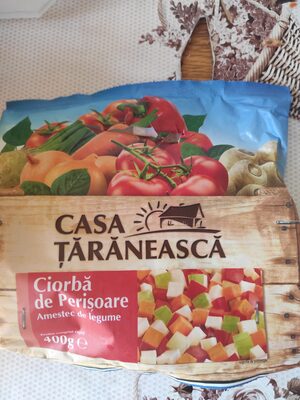 CASA
ȚĂRĂNEASCĂ
Ciorbă
de Perișoare
Amestec de legume
400g e